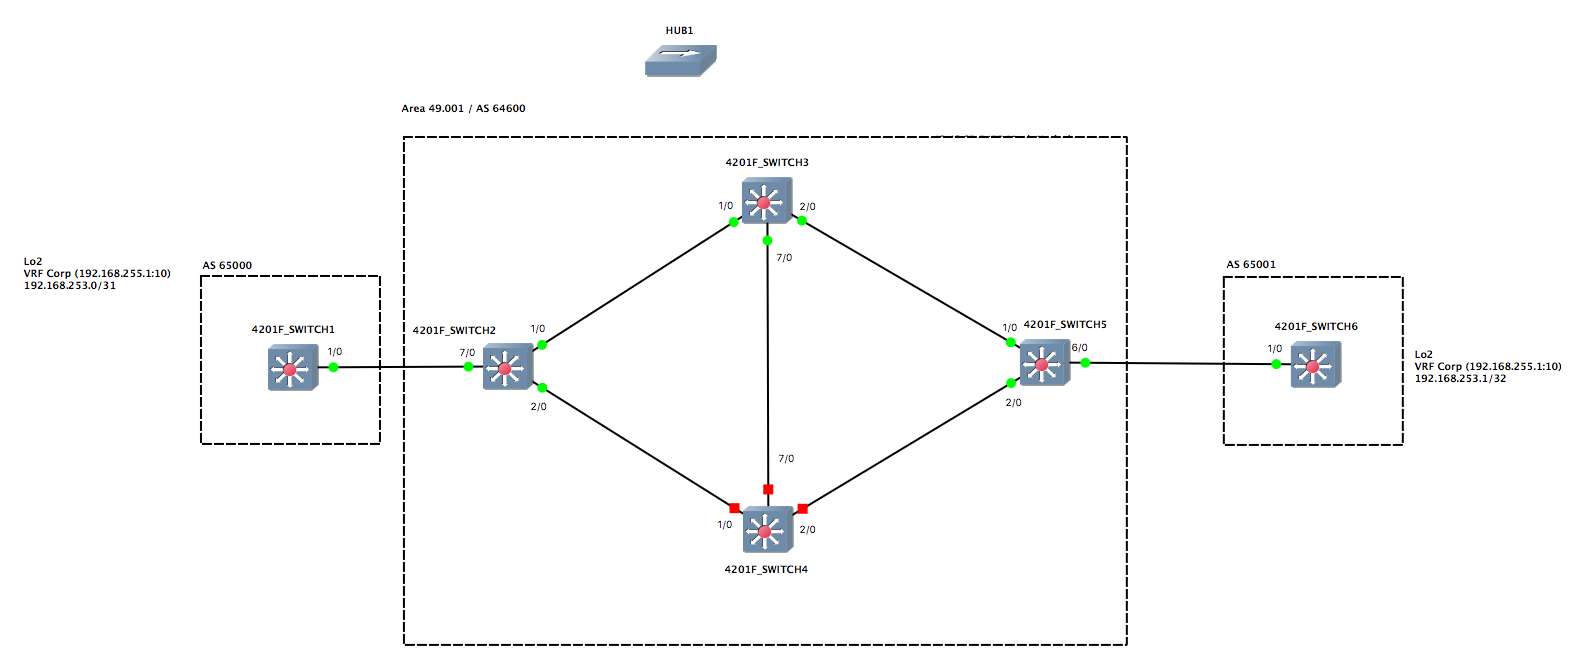 HUB1
Area 49.001 / AS 64600
4201F_SWITCH3
1/0
2/0
7/0
Lo2
VRF Corp (192.168.255.1:10)
192.168.253.0/31
AS 65000
4201F_SWITCH1
1/0
4201F_SWITCH2
7/0
1/0
2/0
4201F_SWITCH5
1/0
6/0
2/0
AS 65001
4201F_SWITCH6
1/0
Lo2
VRF Corp (192.168.255.1:10)
192.168.253.1/32
7/0
1/0
2/0
4201F_SWITCH4